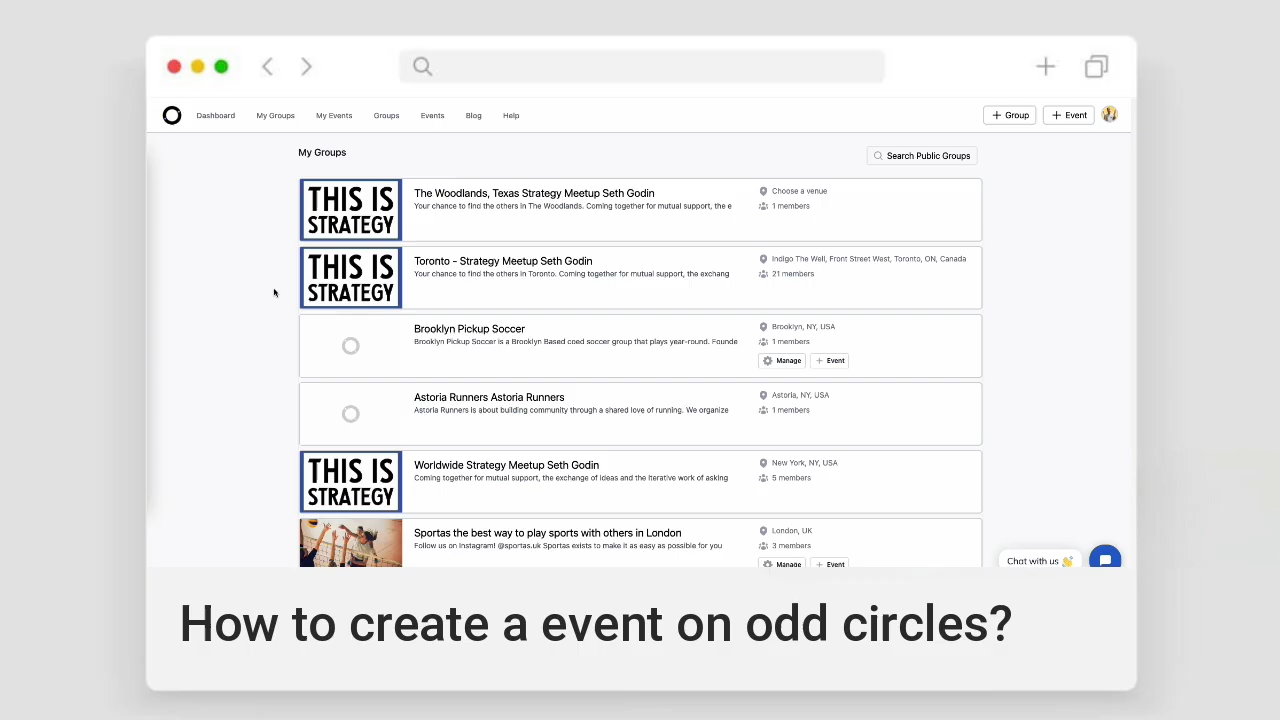 Dashboard My Groups My Events Groups Events Blog Help + Group + Event
My Groups
Search Public Groups
THIS IS
STRATEGY
The Woodlands, Texas Strategy Meetup Seth Godin
Your chance to find the others in The Woodlands. Coming together for mutual support, the e
Choose a venue
1 members
THIS IS
STRATEGY
Toronto - Strategy Meetup Seth Godin
Your chance to find the others in Toronto. Coming together for mutual support, the exchang
Indigo The Well, Front Street West, Toronto, ON, Canada
21 members
Brooklyn Pickup Soccer
Brooklyn Pickup Soccer is a Brooklyn Based coed soccer group that plays year-round. Founde
Brooklyn, NY, USA
1 members
Manage + Event
Astoria Runners Astoria Runners
Astoria Runners is about building community through a shared love of running. We organize
Astoria, NY, USA
1 members
THIS IS
STRATEGY
Worldwide Strategy Meetup Seth Godin
Coming together for mutual support, the exchange of ideas and the iterative work of asking
New York, NY, USA
5 members
Sportas the best way to play sports with others in London
Follow us on Instagram! @sportas.uk Sportas exists to make it as easy as possible for you
London, UK
3 members
Manage + Event
Chat with us 👋
How to create a event on odd circles?